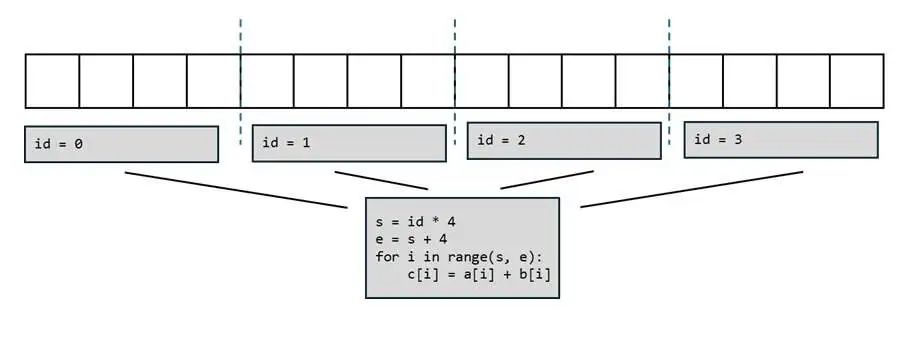 id = 0
id = 1
id = 2
id = 3
s = id * 4
e = s + 4
for i in range(s, e):
    c[i] = a[i] + b[i]